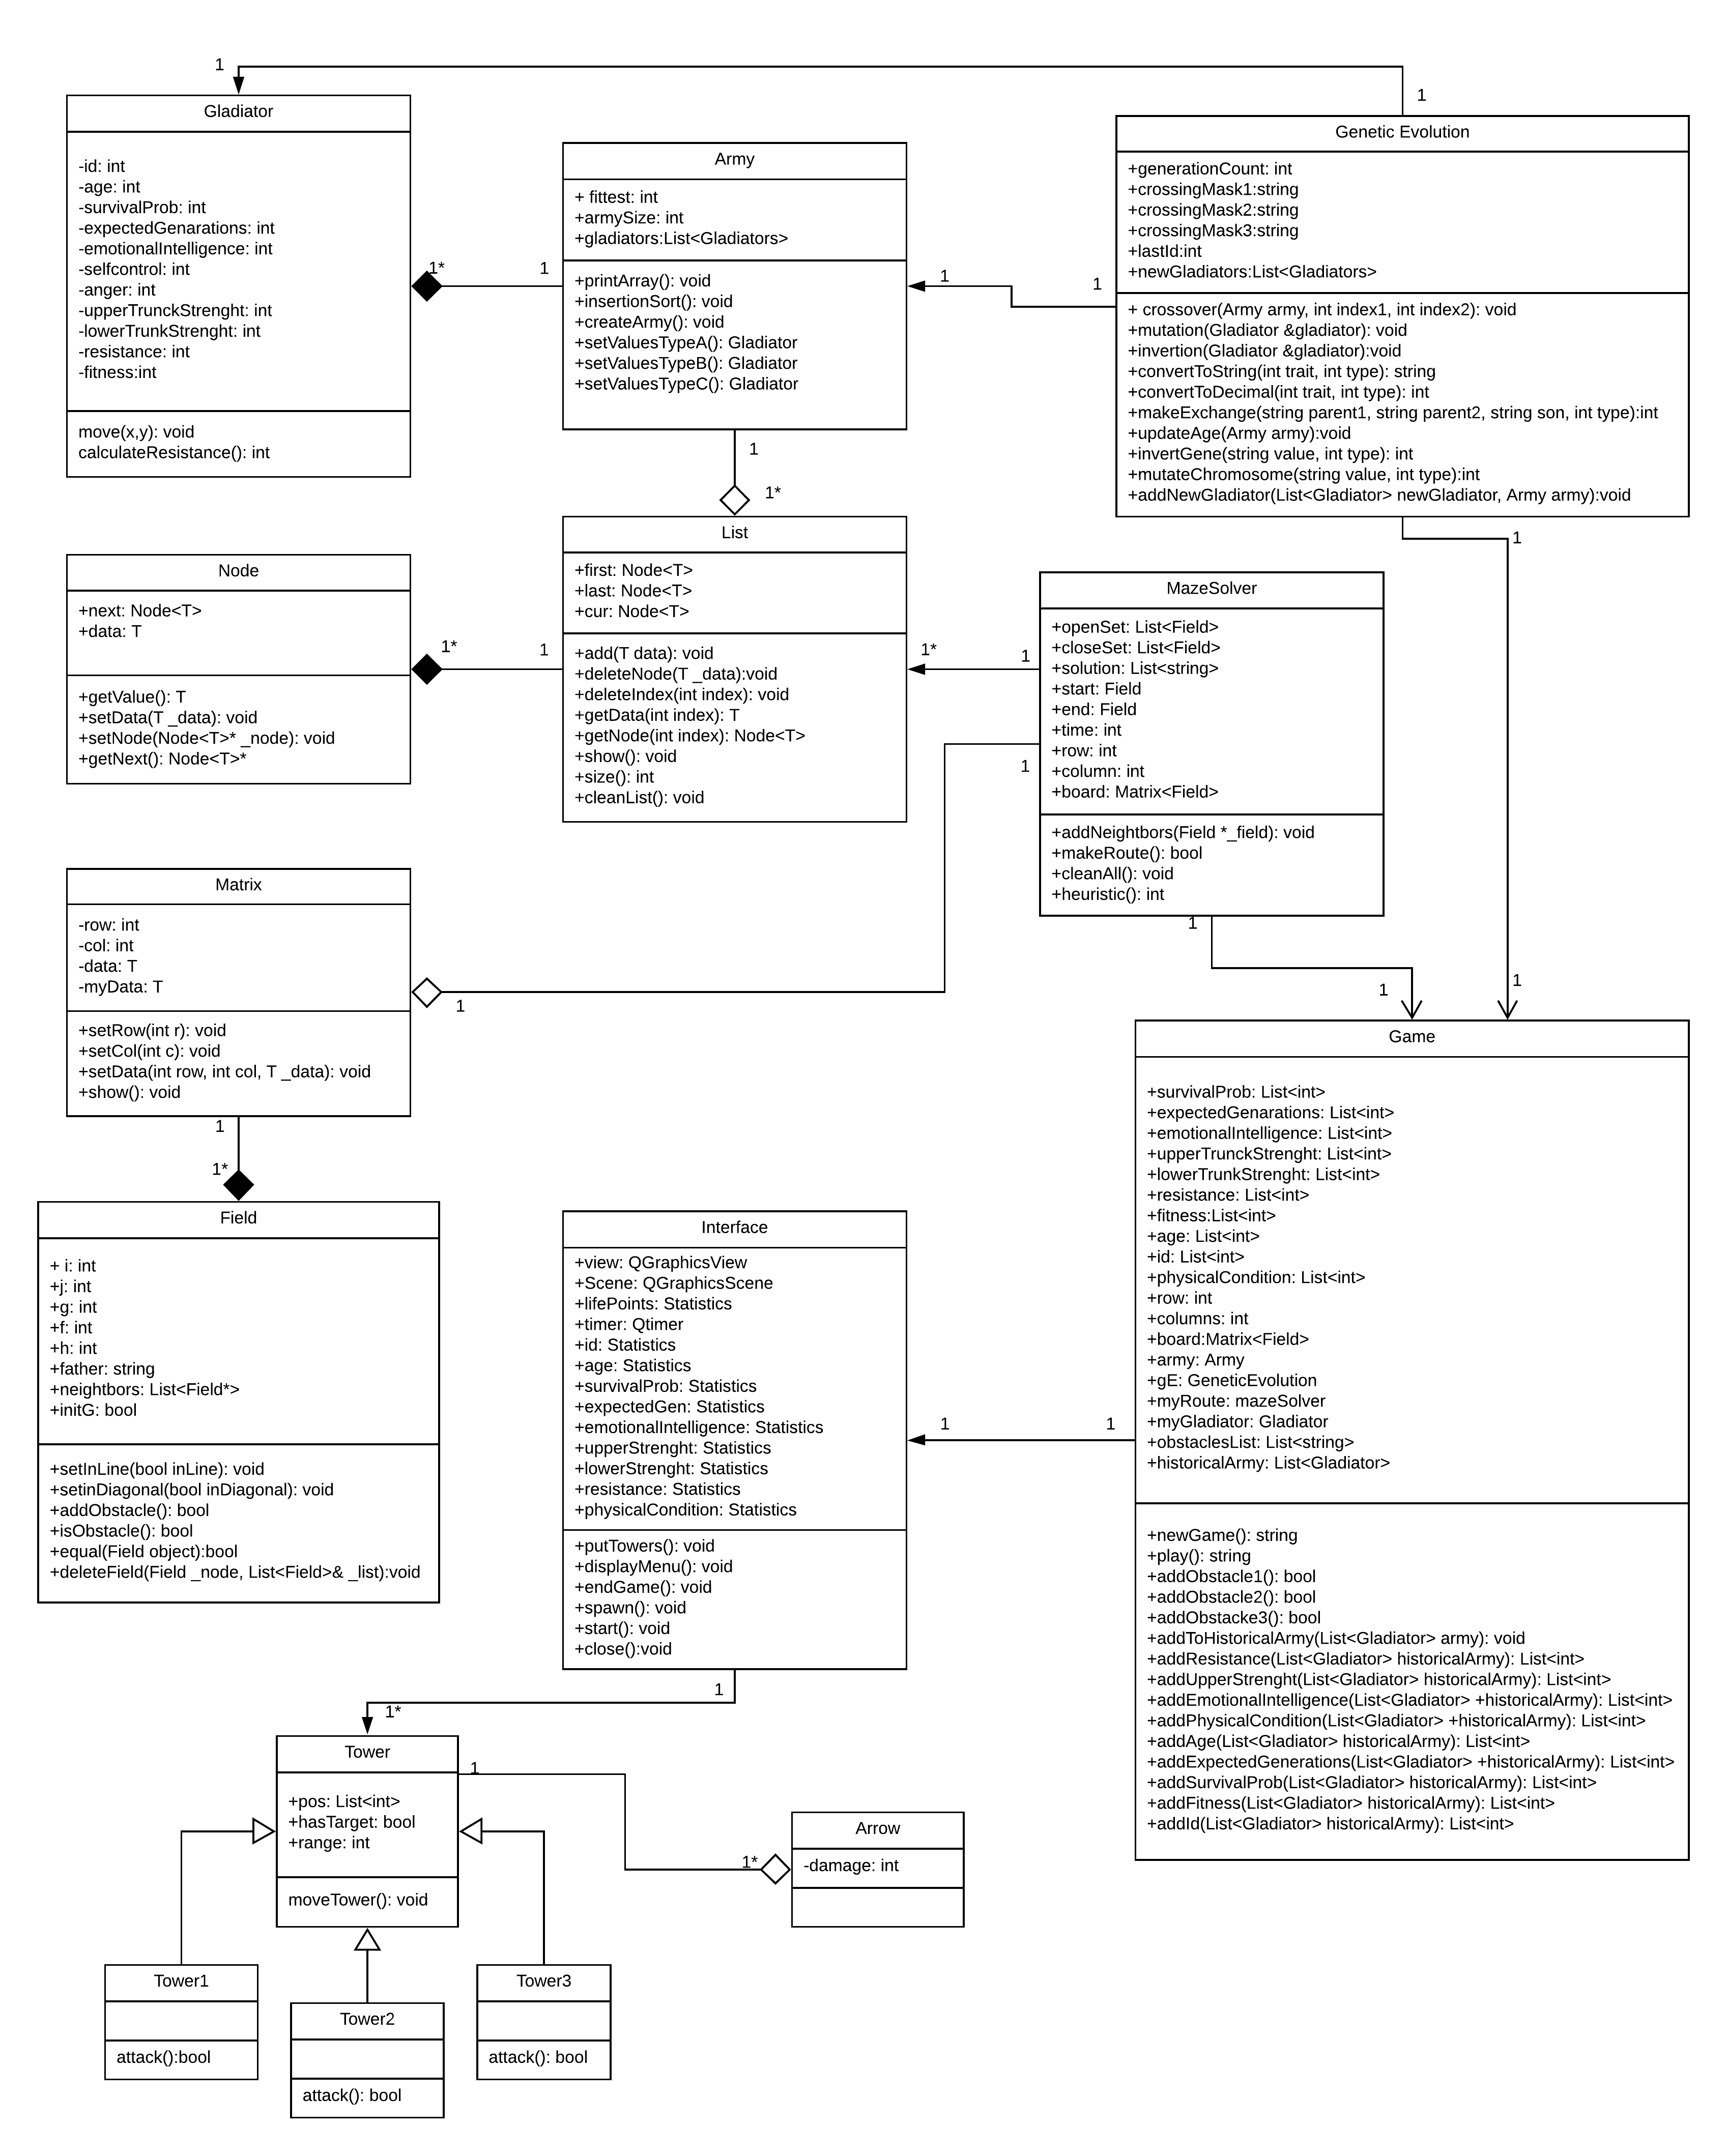 1
1
Gladiator
-id: int
-age: int
-survivalProb: int
-expectedGenarations: int
-emotionalIntelligence: int
-selfcontrol: int
-anger: int
-upperTrunckStrenght: int
-lowerTrunkStrenght: int
-resistance: int
-fitness:int
move(x,y): void
calculateResistance(): int
1*
1
Army
+ fittest: int
+armySize: int
+gladiators:List<Gladiators>
+printArray(): void
+insertionSort(): void
+createArmy(): void
+setValuesTypeA(): Gladiator
+setValuesTypeB(): Gladiator
+setValuesTypeC(): Gladiator
1
1
Genetic Evolution
+generationCount: int
+crossingMask1:string
+crossingMask2:string
+crossingMask3:string
+lastId:int
+newGladiators:List<Gladiators>
+ crossover(Army army, int index1, int index2): void
+mutation(Gladiator &gladiator): void
+invertion(Gladiator &gladiator):void
+convertToString(int trait, int type): string
+convertToDecimal(int trait, int type): int
+makeExchange(string parent1, string parent2, string son, int type):int
+updateAge(Army army):void
+invertGene(string value, int type): int
+mutateChromosome(string value, int type):int
+addNewGladiator(List<Gladiator> newGladiator, Army army):void
1
1*
1
Node
+next: Node<T>
+data: T
+getValue(): T
+setData(T _data): void
+setNode(Node<T>* _node): void
+getNext(): Node<T>*
1*
1
List
+first: Node<T>
+last: Node<T>
+cur: Node<T>
+add(T data): void
+deleteNode(T _data):void
+deleteIndex(int index): void
+getData(int index): T
+getNode(int index): Node<T>
+show(): void
+size(): int
+cleanList(): void
1*
1
1
MazeSolver
+openSet: List<Field>
+closeSet: List<Field>
+solution: List<string>
+start: Field
+end: Field
+time: int
+row: int
+column: int
+board: Matrix<Field>
+addNeightbors(Field *_field): void
+makeRoute(): bool
+cleanAll(): void
+heuristic(): int
1
1
1
Matrix
-row: int
-col: int
-data: T
-myData: T
+setRow(int r): void
+setCol(int c): void
+setData(int row, int col, T _data): void
+show(): void
1
1
1*
Field
+ i: int
+j: int
+g: int
+f: int
+h: int
+father: string
+neightbors: List<Field*>
+initG: bool
+setInLine(bool inLine): void
+setinDiagonal(bool inDiagonal): void
+addObstacle(): bool
+isObstacle(): bool
+equal(Field object):bool
+deleteField(Field _node, List<Field>& _list):void
Interface
+view: QGraphicsView
+Scene: QGraphicsScene
+lifePoints: Statistics
+timer: Qtimer
+id: Statistics
+age: Statistics
+survivalProb: Statistics
+expectedGen: Statistics
+emotionalIntelligence: Statistics
+upperStrenght: Statistics
+lowerStrenght: Statistics
+resistance: Statistics
+physicalCondition: Statistics
+putTowers(): void
+displayMenu(): void
+endGame(): void
+spawn(): void
+start(): void
+close():void
1
1
Game
+survivalProb: List<int>
+expectedGenarations: List<int>
+emotionalIntelligence: List<int>
+upperTrunckStrenght: List<int>
+lowerTrunkStrenght: List<int>
+resistance: List<int>
+fitness:List<int>
+age: List<int>
+id: List<int>
+physicalCondition: List<int>
+row: int
+columns: int
+board:Matrix<Field>
+army: Army
+gE: GeneticEvolution
+myRoute: mazeSolver
+myGladiator: Gladiator
+obstaclesList: List<string>
+historicalArmy: List<Gladiator>
+newGame(): string
+play(): string
+addObstacle1(): bool
+addObstacle2(): bool
+addObstacke3(): bool
+addToHistoricalArmy(List<Gladiator> army): void
+addResistance(List<Gladiator> historicalArmy): List<int>
+addUpperStrenght(List<Gladiator> historicalArmy): List<int>
+addEmotionalIntelligence(List<Gladiator> +historicalArmy): List<int>
+addPhysicalCondition(List<Gladiator> +historicalArmy): List<int>
+addAge(List<Gladiator> historicalArmy): List<int>
+addExpectedGenerations(List<Gladiator> +historicalArmy): List<int>
+addSurvivalProb(List<Gladiator> historicalArmy): List<int>
+addFitness(List<Gladiator> historicalArmy): List<int>
+addId(List<Gladiator> historicalArmy): List<int>
1
1*
Tower
+pos: List<int>
+hasTarget: bool
+range: int
moveTower(): void
1
1*
Arrow
-damage: int
Tower1
attack():bool
Tower2
attack(): bool
Tower3
attack(): bool